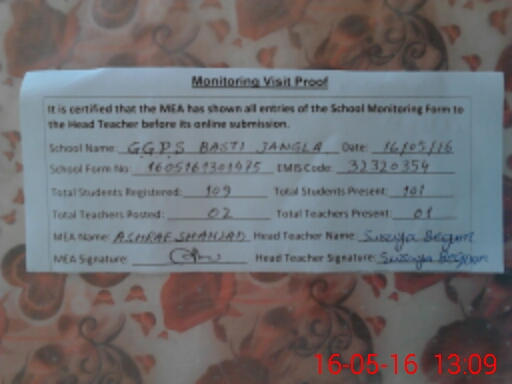 Monitoring Visit Proof
It is certified that the MEA has shown all entries of the School Monitoring Form to
the Head Teacher before its online submission.
School Name: GGPS BASTI JANGLA Date: 16/05/16
School Form No: 1605161301475 EMIS Code: 32320354
Total Students Registered: 109 Total Students Present: 101
Total Teachers Posted: 02 Total Teachers Present: 01
MEA Name: ASHRAF SHAHZAD Head Teacher Name: Suraya Begum
MEA Signature: Head Teacher Signature: Suraya Begum
16-05-16 13:09